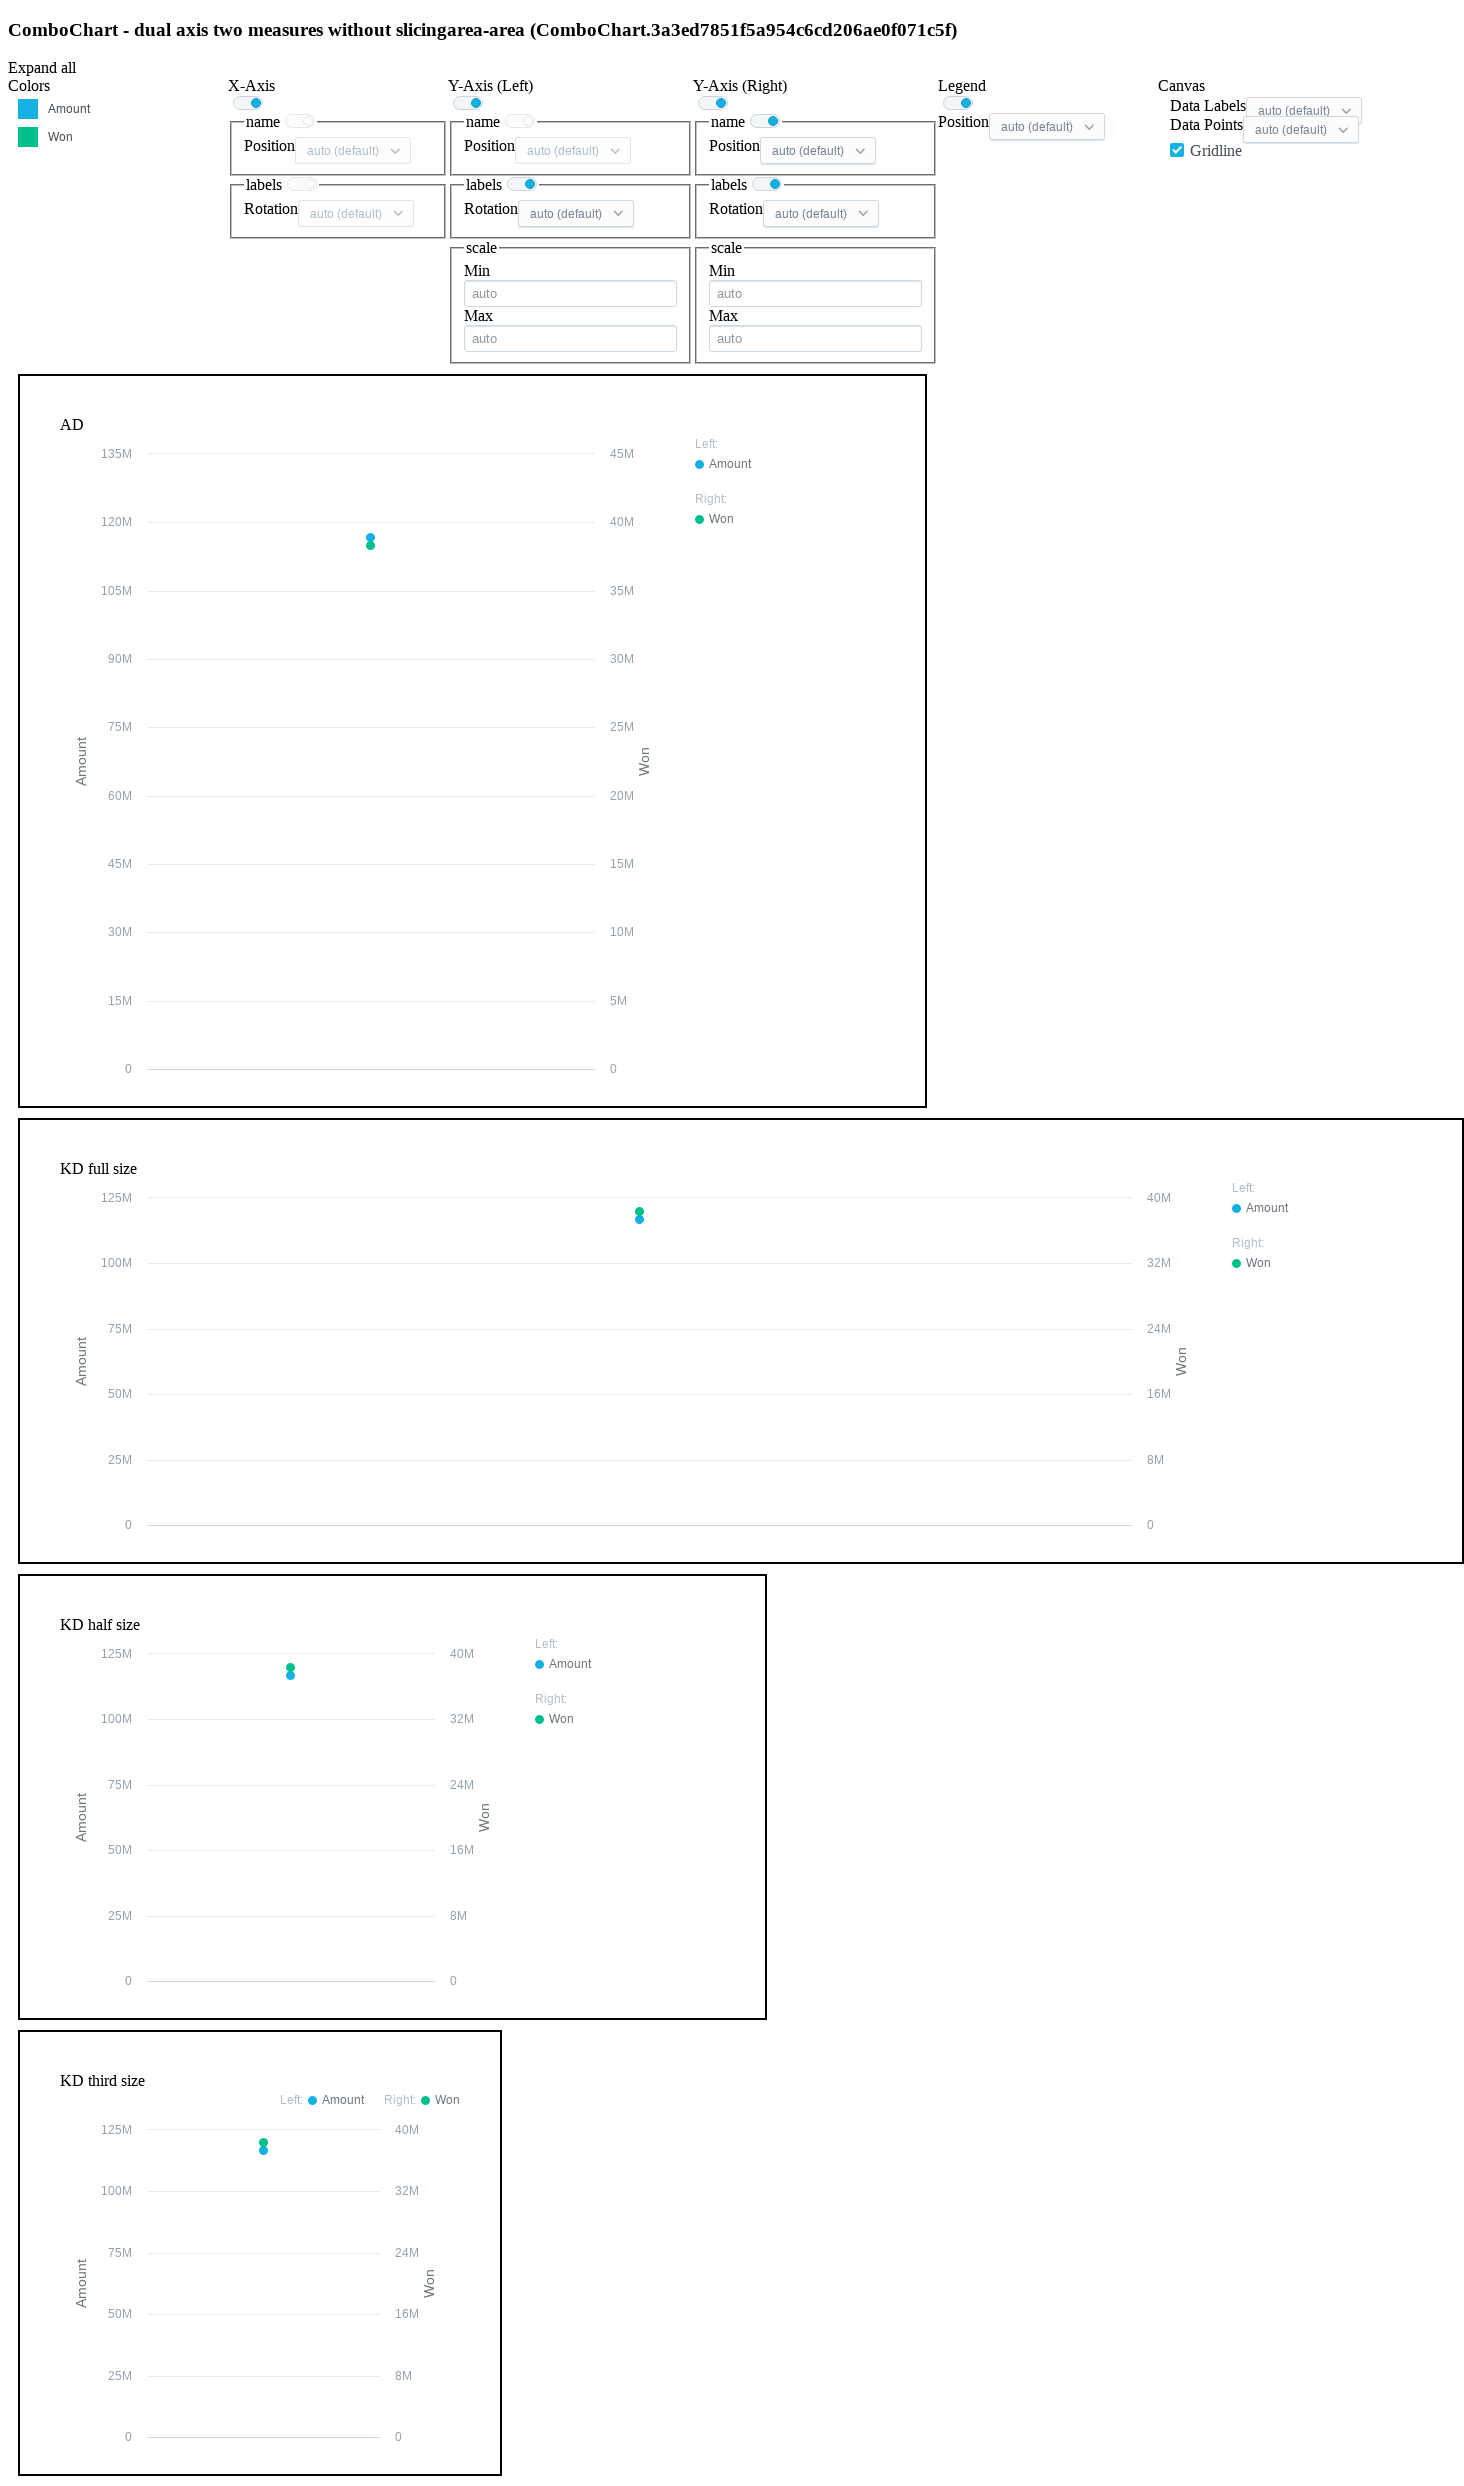 ComboChart - dual axis two measures without slicingarea-area (ComboChart.3a3ed7851f5a954c6cd206ae0f071c5f)
Expand all
Colors
Amount
Won
X-Axis
name
Position auto (default)
labels
Rotation auto (default)
Y-Axis (Left)
name
Position auto (default)
labels
Rotation auto (default)
scale
Min
auto
Max
auto
Y-Axis (Right)
name
Position auto (default)
labels
Rotation auto (default)
scale
Min
auto
Max
auto
Legend
Position auto (default)
Canvas
Data Labels auto (default)
Data Points auto (default)
Gridline
AD
135M
120M
105M
90M
75M
60M
45M
30M
15M
0
Amount
45M
40M
35M
30M
25M
20M
15M
10M
5M
0
Won
Left:
Amount
Right:
Won
KD full size
125M
100M
75M
50M
25M
0
Amount
40M
32M
24M
16M
8M
0
Won
Left:
Amount
Right:
Won
KD half size
125M
100M
75M
50M
25M
0
Amount
40M
32M
24M
16M
8M
0
Won
Left:
Amount
Right:
Won
KD third size
Left: Amount Right: Won
125M
100M
75M
50M
25M
0
Amount
40M
32M
24M
16M
8M
0
Won